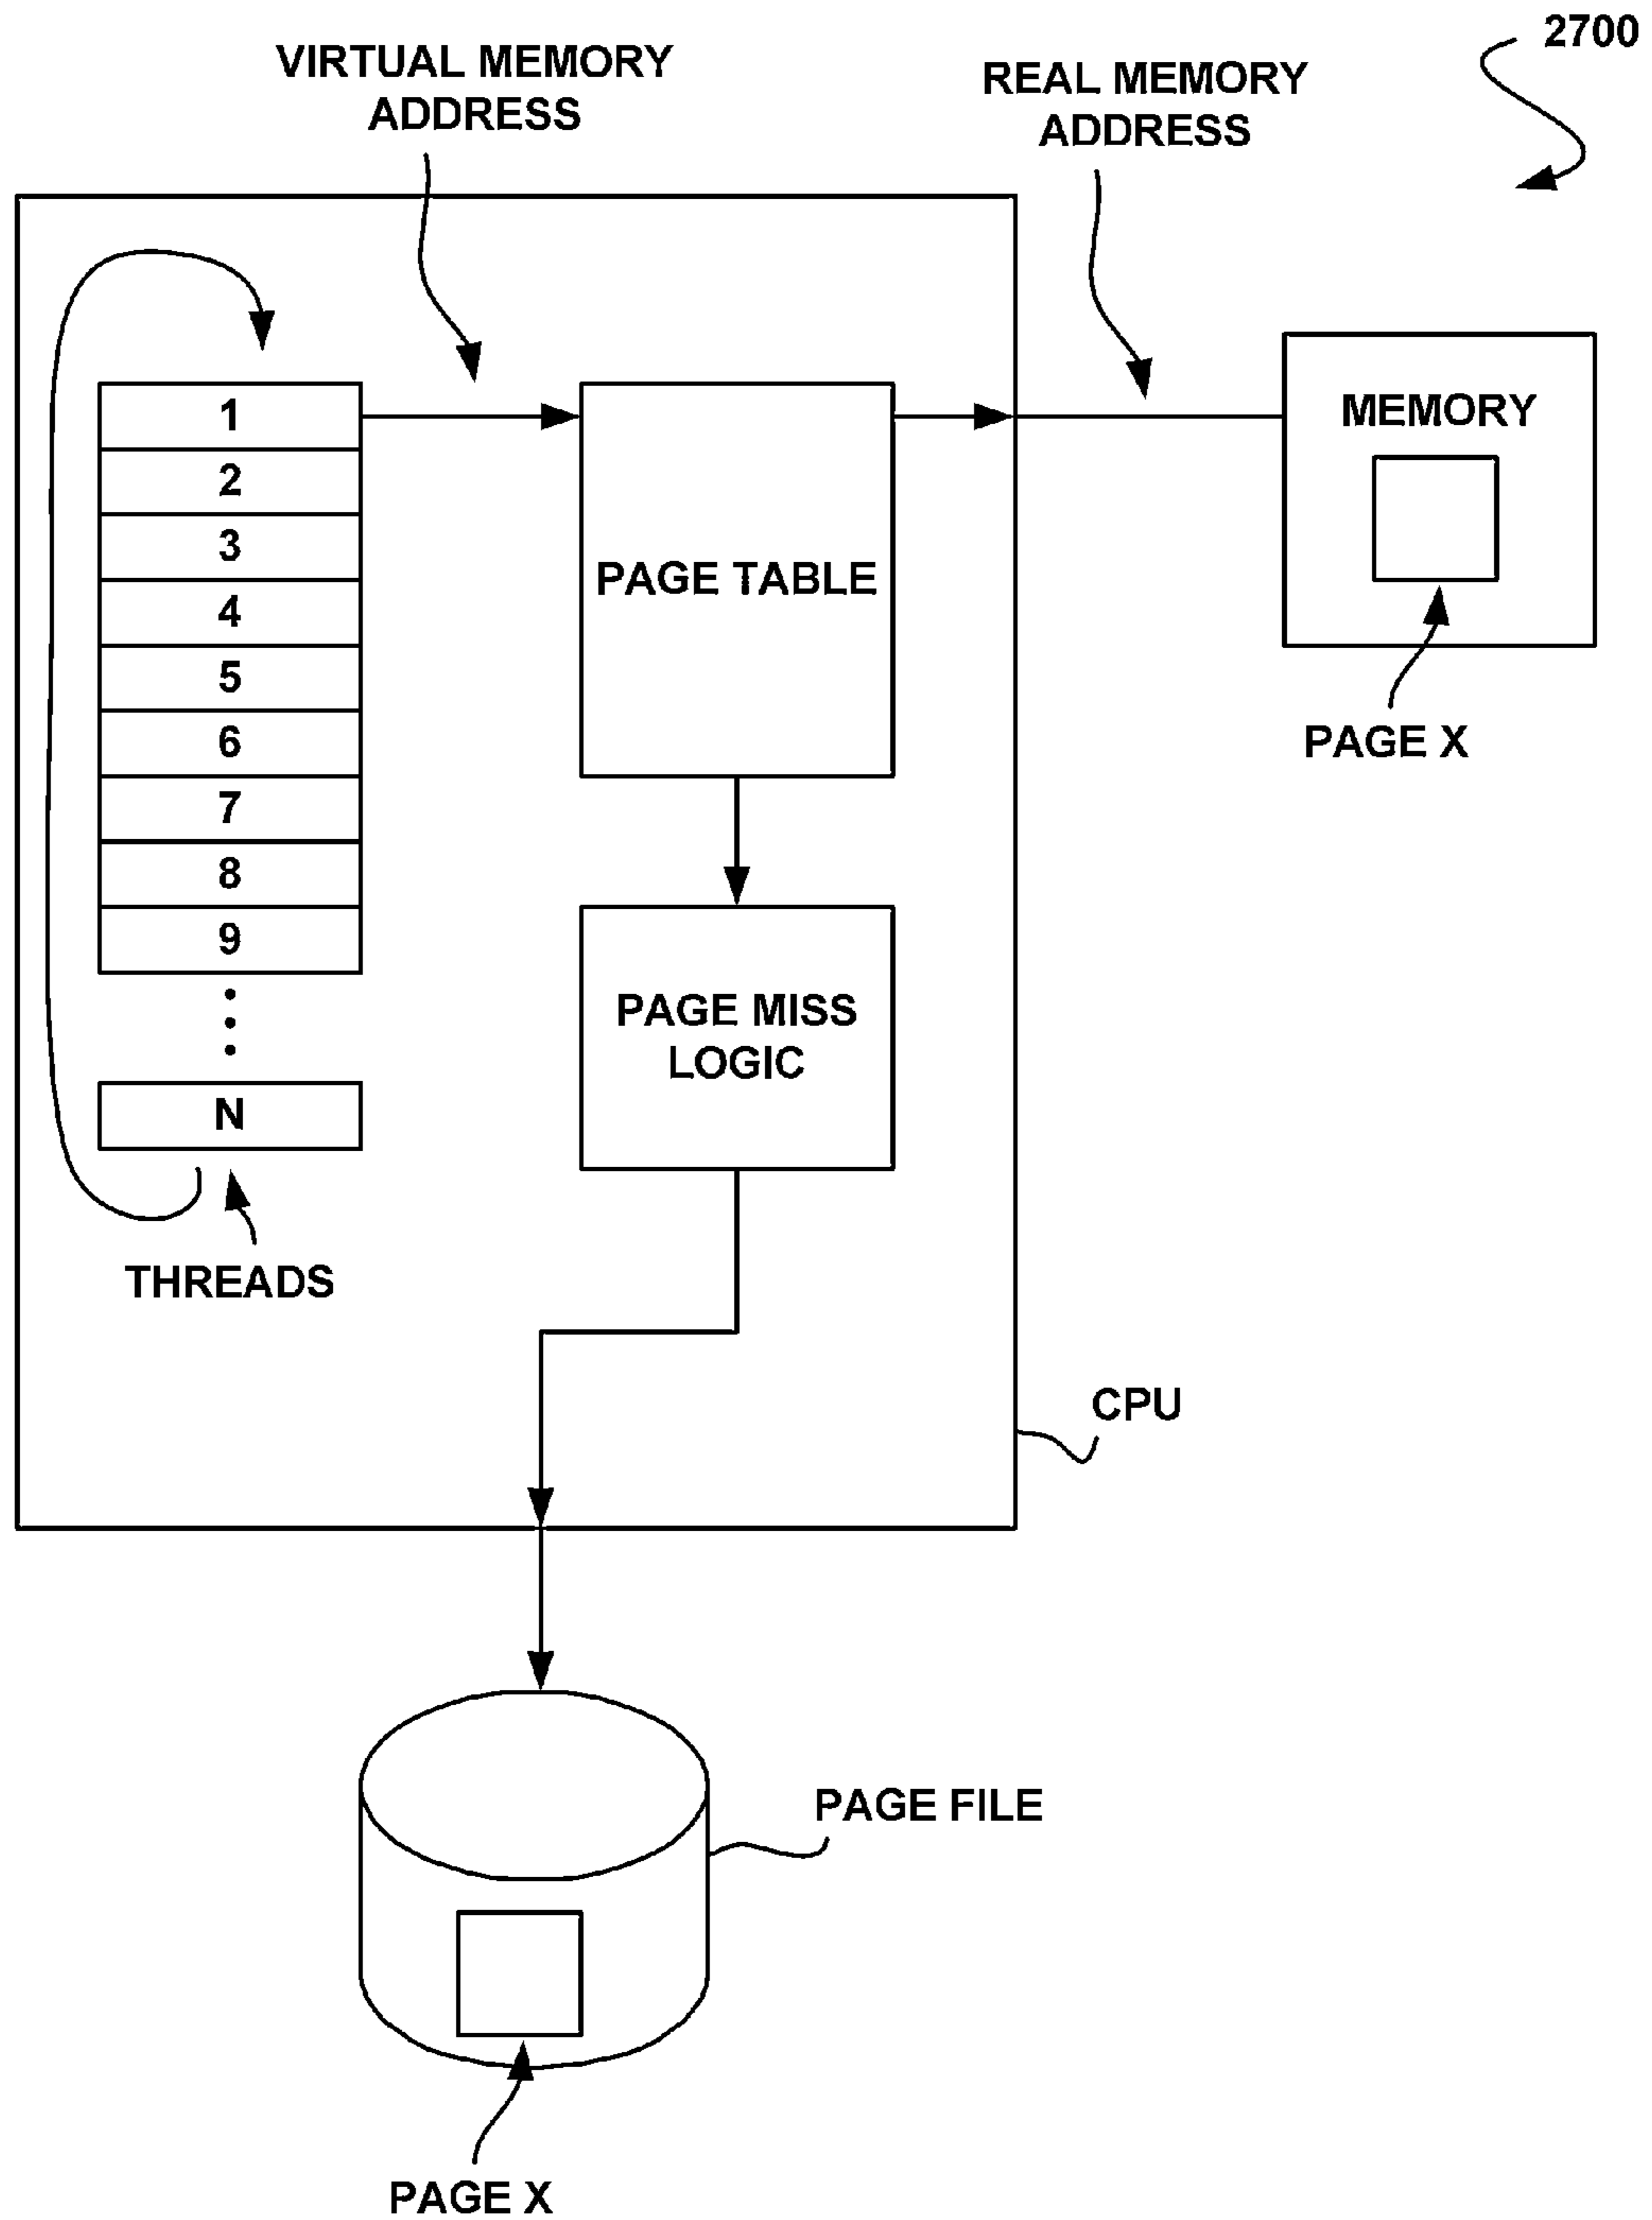 2700
VIRTUAL MEMORY
ADDRESS
REAL MEMORY
ADDRESS
1
2
3
4
5
6
7
8
9
N
THREADS
PAGE TABLE
MEMORY
PAGE X
PAGE MISS
LOGIC
CPU
PAGE FILE
PAGE X